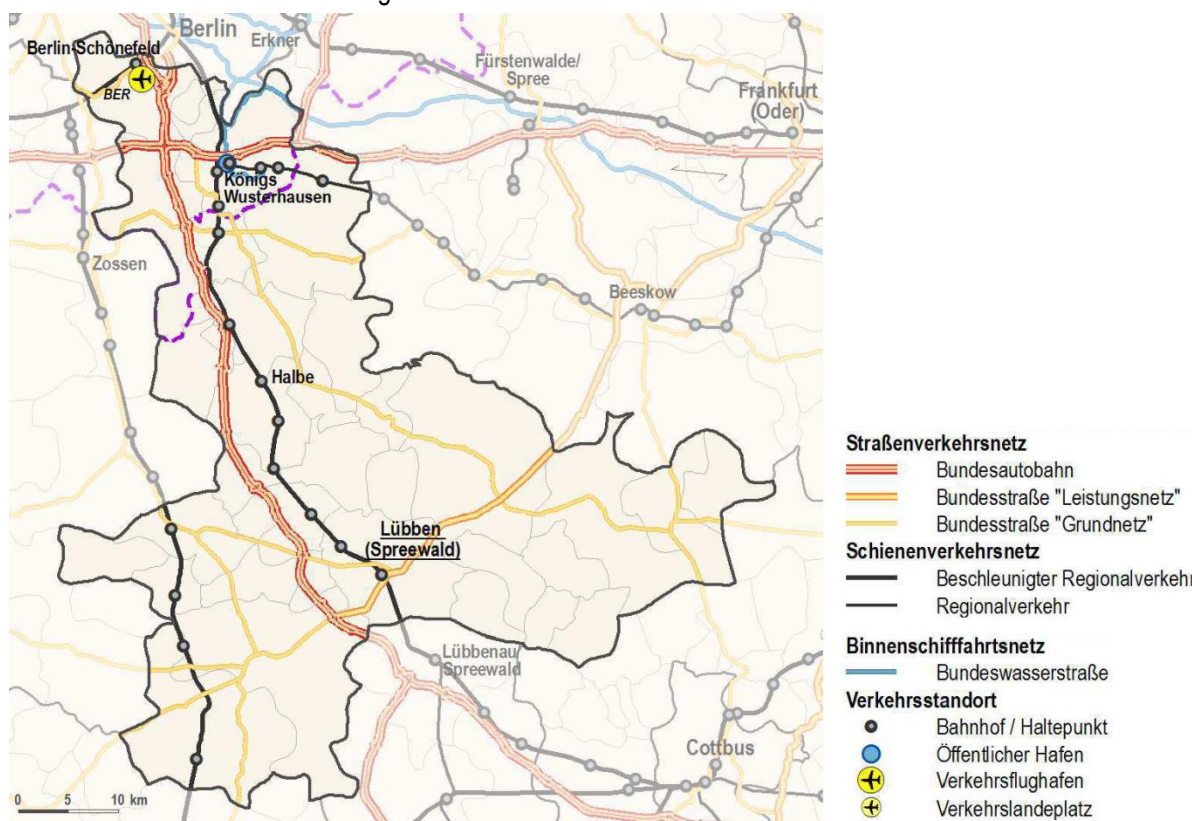 Berlin
Berlin-Schönefeld
Erkner
BER
Fürstenwalde/
Spree
Frankfurt
(Oder)
Königs
Wusterhausen
Zossen
Beeskow
Halbe
Lübben
(Spreewald)
Lübbenau/
Spreewald
Cottbus
0 5 10 km
Straßenverkehrsnetz
Bundesautobahn
Bundesstraße "Leistungsnetz"
Bundesstraße "Grundnetz"
Schienenverkehrsnetz
Beschleunigter Regionalverkehr
Regionalverkehr
Binnenschifffahrtsnetz
Bundeswasserstraße
Verkehrsstandort
Bahnhof / Haltepunkt
Öffentlicher Hafen
Verkehrsflughafen
Verkehrslandeplatz